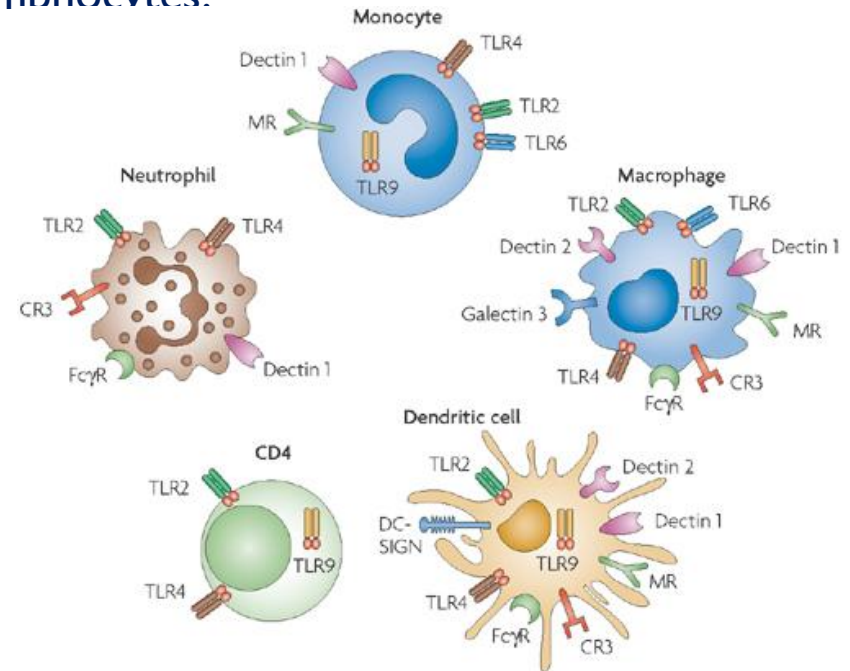 Monocyte
Dectin 1
TLR4
MR
TLR2
TLR6
TLR9
Neutrophil
TLR2
TLR4
CR3
FcγR
Dectin 1
Macrophage
TLR2
TLR6
Dectin 2
Dectin 1
Galectin 3
TLR9
MR
TLR4
FcγR
CR3
CD4
TLR2
TLR9
TLR4
Dendritic cell
TLR2
Dectin 2
DC-
SIGN
Dectin 1
TLR9
MR
TLR4
FcγR
CR3